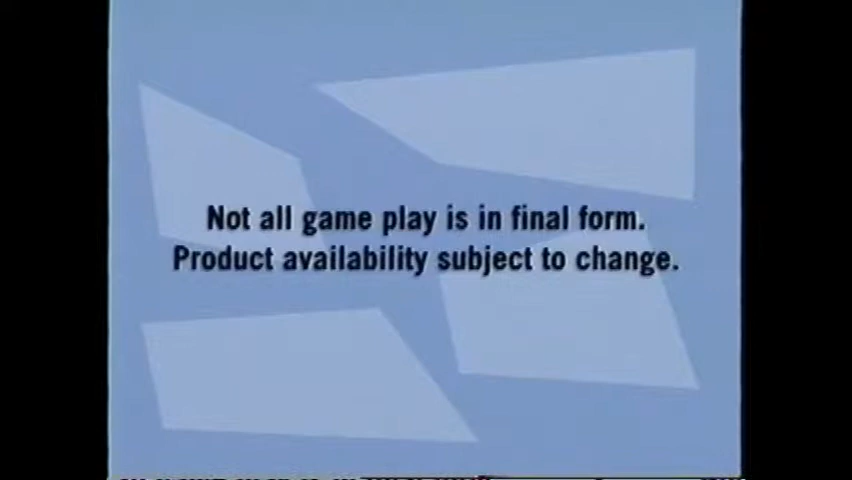 Not all game play is in final form.
Product availability subject to change.